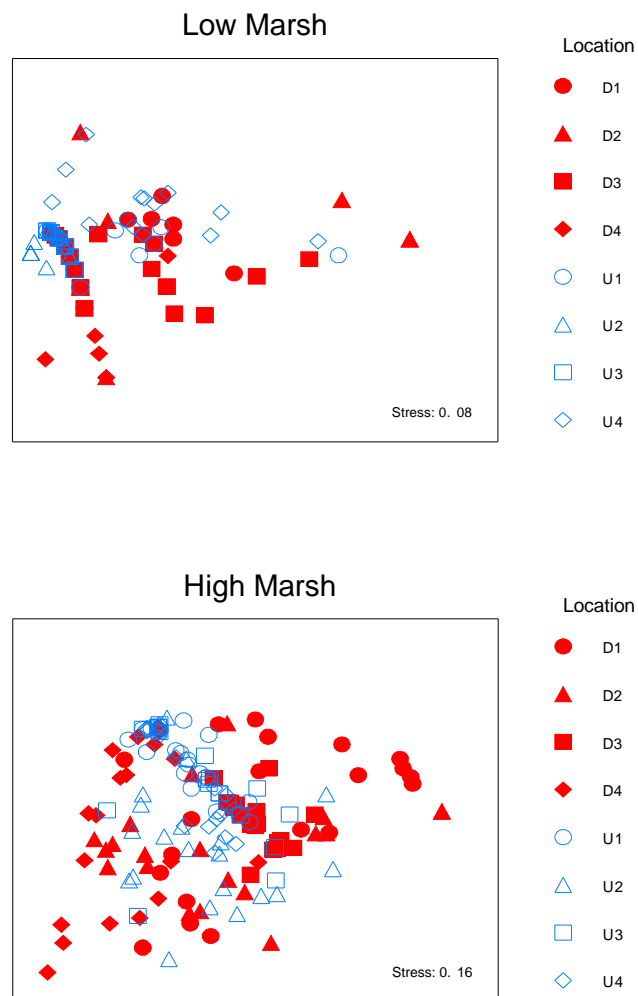 Low Marsh
Location
D1
D2
D3
D4
U1
U2
U3
U4
Stress: 0. 08
High Marsh
Location
D1
D2
D3
D4
U1
U2
U3
U4
Stress: 0. 16